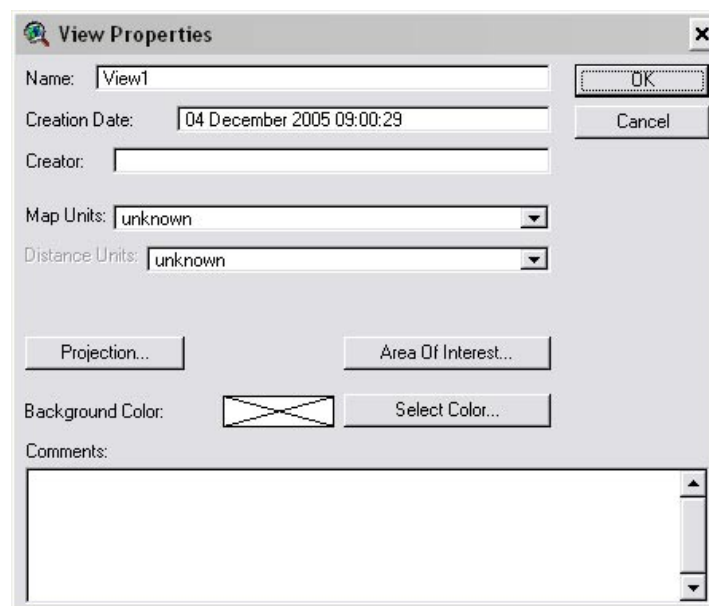 View Properties
Name: View1
OK
Creation Date: 04 December 2005 09:00:29
Cancel
Creator:
Map Units: unknown
Distance Units: unknown
Projection...
Area Of Interest...
Background Color:
Select Color...
Comments: